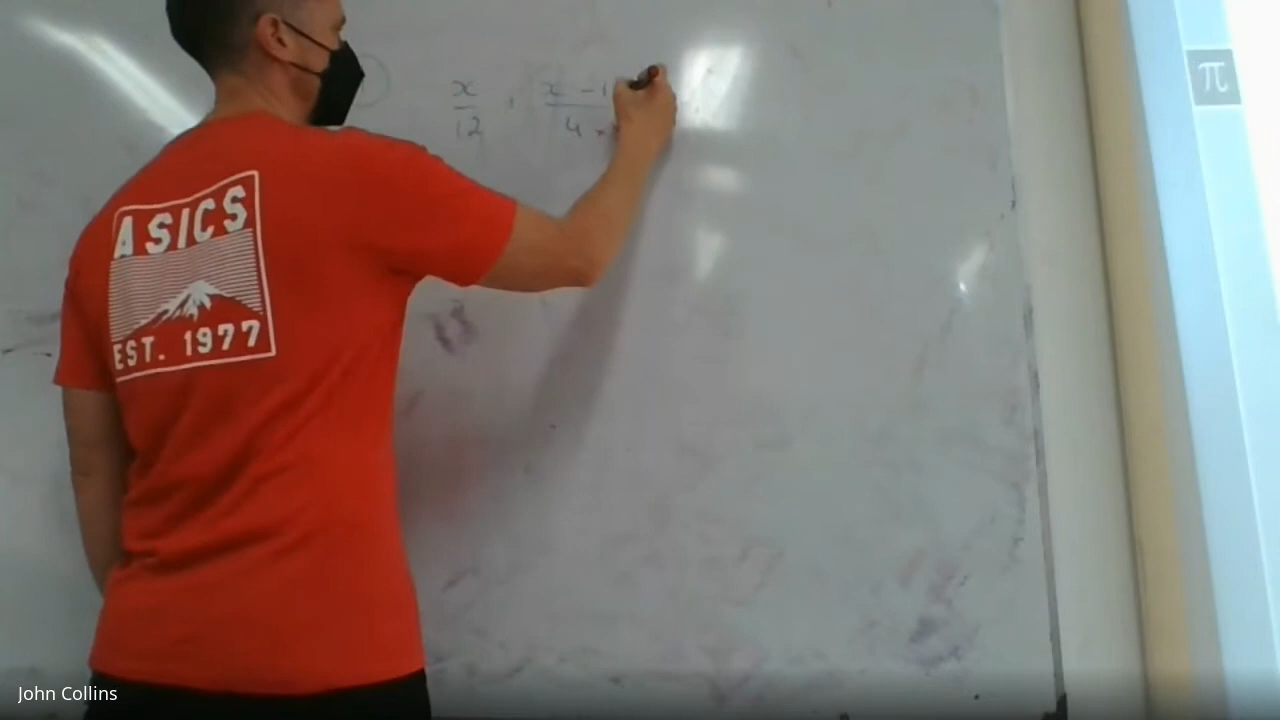 x/12 + x - 1/4
ASICS
EST. 1977
π
John Collins